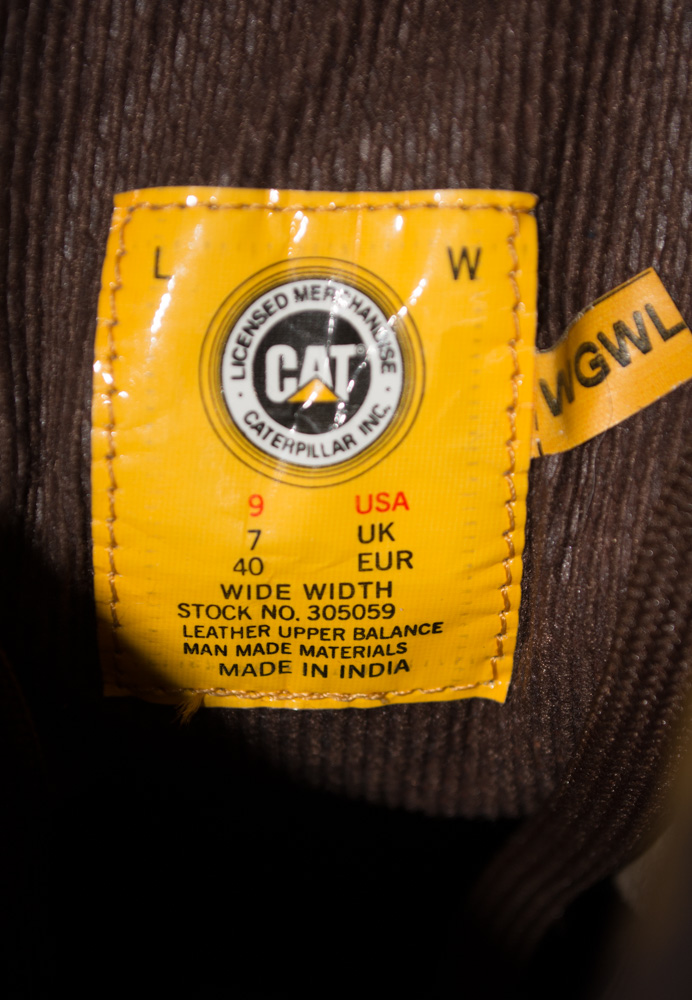 L W
LICENSED MERCHANDISE
CAT
· CATERPILLAR INC. ·
WGWL
9 USA
7 UK
40 EUR
WIDE WIDTH
STOCK NO. 305059
LEATHER UPPER BALANCE
MAN MADE MATERIALS
MADE IN INDIA